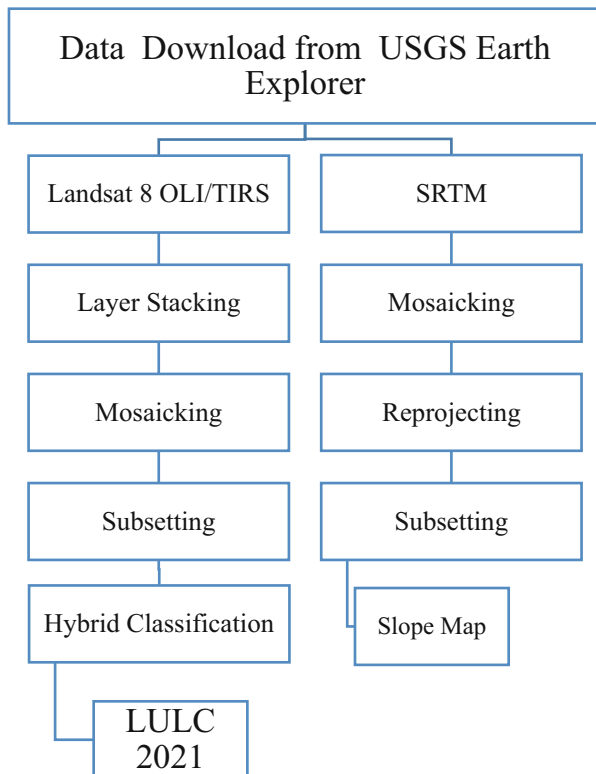 Data Download from USGS Earth
Explorer
Landsat 8 OLI/TIRS
SRTM
Layer Stacking
Mosaicking
Mosaicking
Reprojecting
Subsetting
Subsetting
Hybrid Classification
Slope Map
LULC
2021